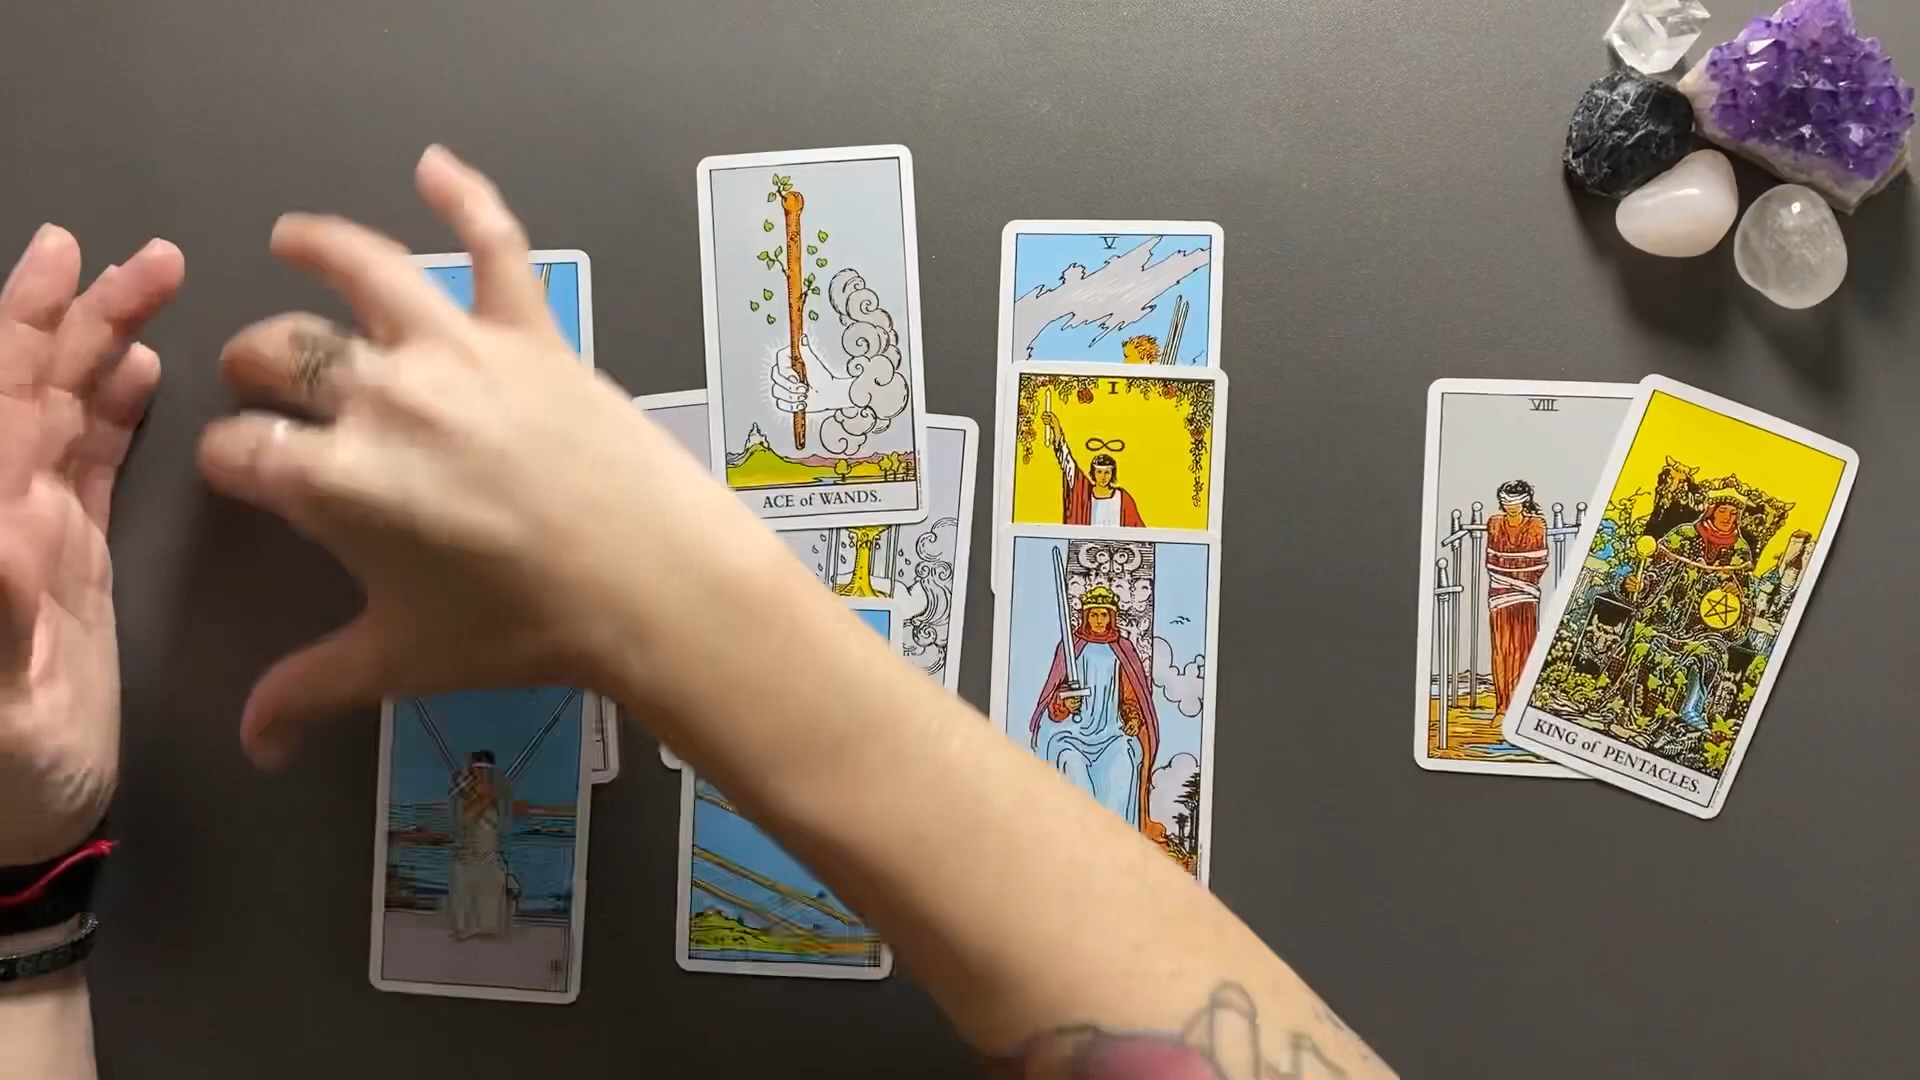 ACE of WANDS.
V
I
VIII
KING of PENTACLES.